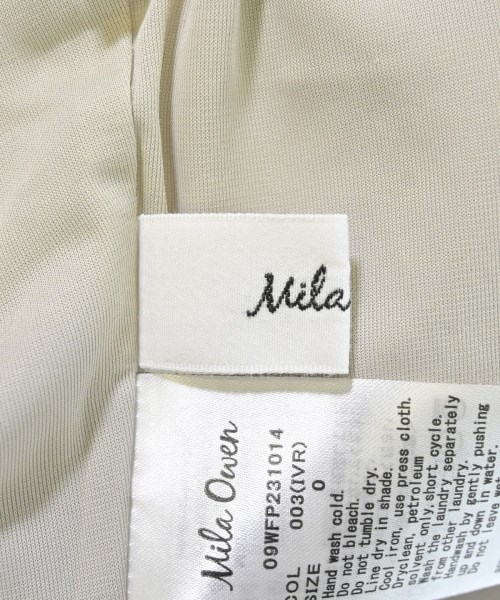 Mila
Mila Owen
09WFP231014
COL 003(IVR)
SIZE 0
Hand wash cold.
Do not bleach.
Do not tumble dry.
Line dry in shade.
Cool iron, use press cloth.
Dryclean, petroleum
solvent only.short cycle.
Wash the laundry separately
from other laundry.
Handwash by gently pushing
up and down in water.
Do not leave wet